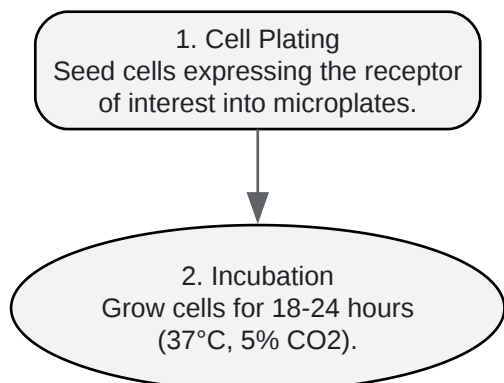 1. Cell Plating
Seed cells expressing the receptor
of interest into microplates.
2. Incubation
Grow cells for 18-24 hours
(37°C, 5% CO2).